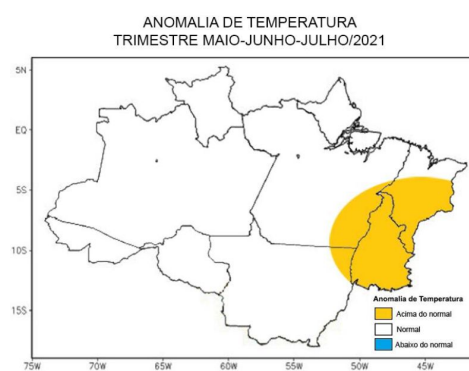 ANOMALIA DE TEMPERATURA
TRIMESTRE MAIO-JUNHO-JULHO/2021
5N
EQ
5S
10S
15S
75W 70W 65W 60W 55W 50W 45W
Anomalia de Temperatura
Acima do normal
Normal
Abaixo do normal